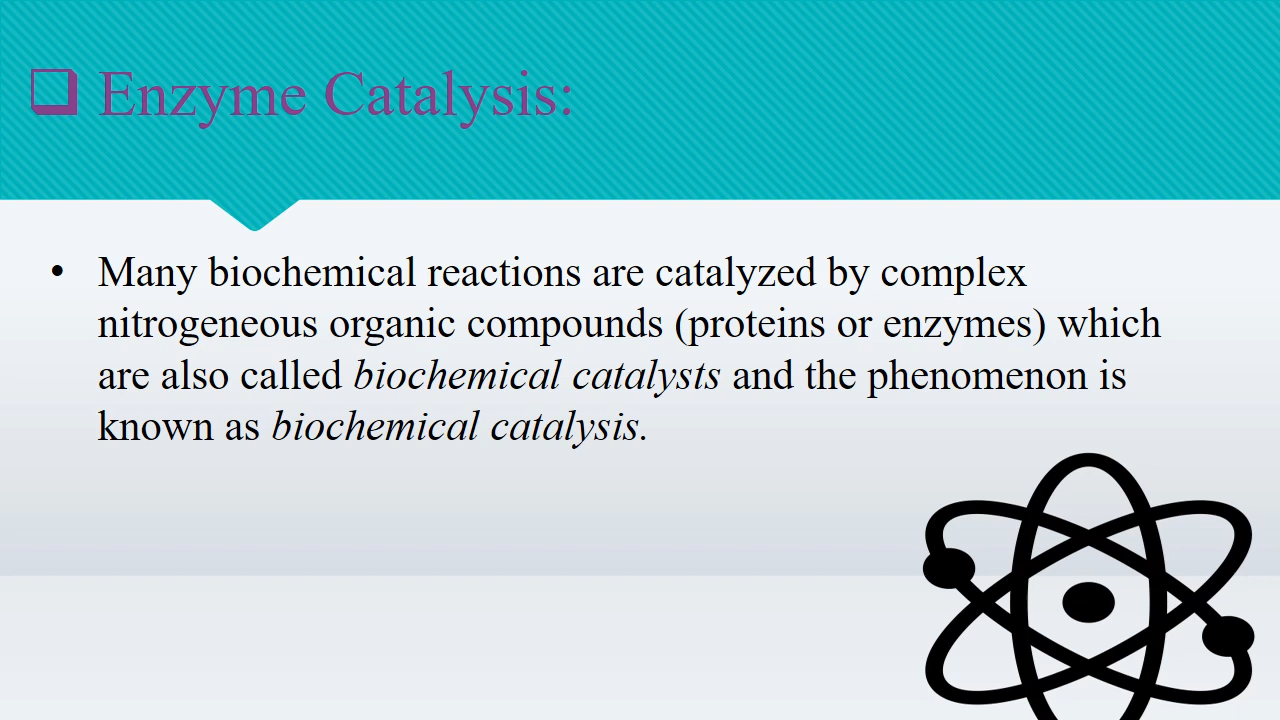 ❑ Enzyme Catalysis:
• Many biochemical reactions are catalyzed by complex
nitrogeneous organic compounds (proteins or enzymes) which
are also called biochemical catalysts and the phenomenon is
known as biochemical catalysis.